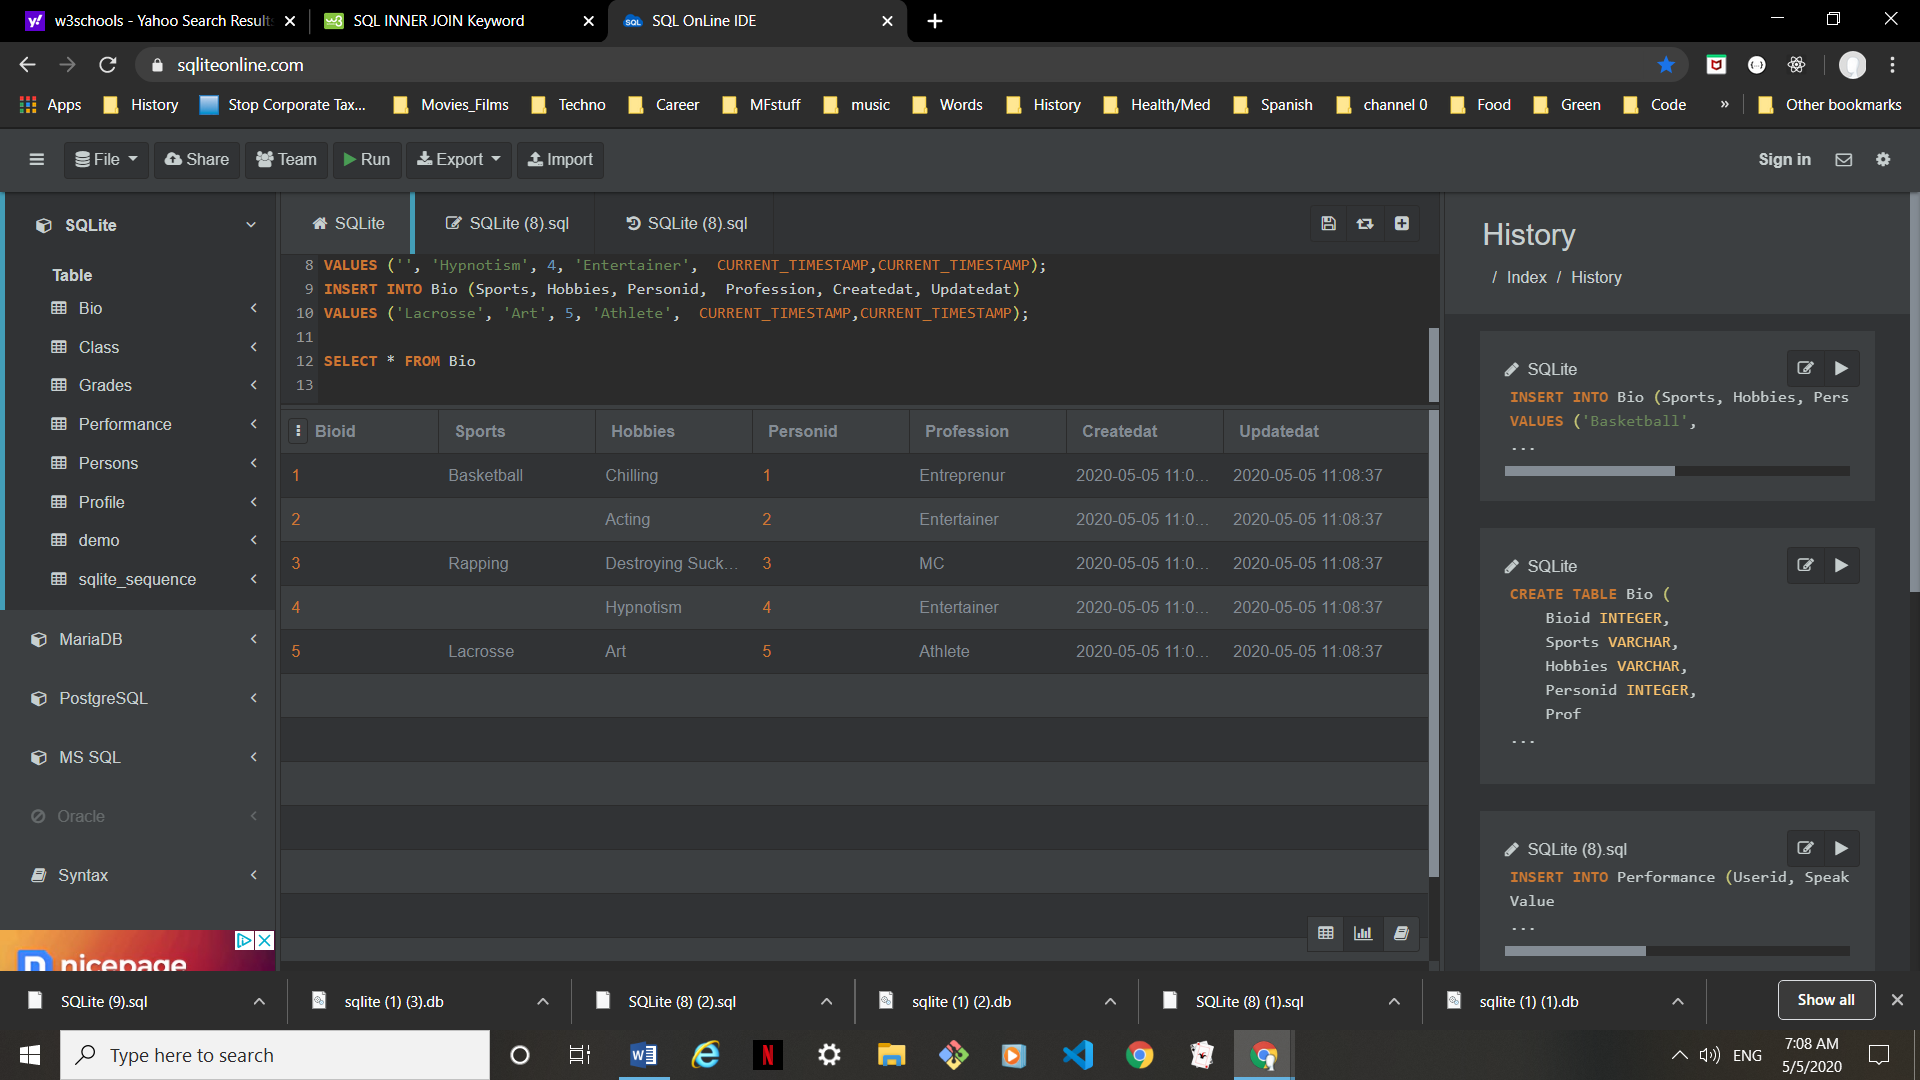 w3schools - Yahoo Search Results
SQL INNER JOIN Keyword
SQL OnLine IDE
sqliteonline.com
Apps
History
Stop Corporate Tax...
Movies_Films
Techno
Career
MFstuff
music
Words
History
Health/Med
Spanish
channel 0
Food
Green
Code
»
Other bookmarks
File
Share
Team
Run
Export
Import
Sign in
SQLite
Table
Bio
Class
Grades
Performance
Persons
Profile
demo
sqlite_sequence
MariaDB
PostgreSQL
MS SQL
Oracle
Syntax
nicepage
SQLite
SQLite (8).sql
SQLite (8).sql
8 VALUES ('', 'Hypnotism', 4, 'Entertainer',  CURRENT_TIMESTAMP,CURRENT_TIMESTAMP);
9 INSERT INTO Bio (Sports, Hobbies, Personid,  Profession, Createdat, Updatedat)
10 VALUES ('Lacrosse', 'Art', 5, 'Athlete',  CURRENT_TIMESTAMP,CURRENT_TIMESTAMP);
11
12 SELECT * FROM Bio
13
Bioid Sports Hobbies Personid Profession Createdat Updatedat
1 Basketball Chilling 1 Entreprenur 2020-05-05 11:0... 2020-05-05 11:08:37
2 Acting 2 Entertainer 2020-05-05 11:0... 2020-05-05 11:08:37
3 Rapping Destroying Suck... 3 MC 2020-05-05 11:0... 2020-05-05 11:08:37
4 Hypnotism 4 Entertainer 2020-05-05 11:0... 2020-05-05 11:08:37
5 Lacrosse Art 5 Athlete 2020-05-05 11:0... 2020-05-05 11:08:37
History
/ Index / History
SQLite
INSERT INTO Bio (Sports, Hobbies, Pers
VALUES ('Basketball',
...
SQLite
CREATE TABLE Bio (
Bioid INTEGER,
Sports VARCHAR,
Hobbies VARCHAR,
Personid INTEGER,
Prof
...
SQLite (8).sql
INSERT INTO Performance (Userid, Speak
Value
...
SQLite (9).sql
sqlite (1) (3).db
SQLite (8) (2).sql
sqlite (1) (2).db
SQLite (8) (1).sql
sqlite (1) (1).db
Show all
Type here to search
ENG
7:08 AM
5/5/2020